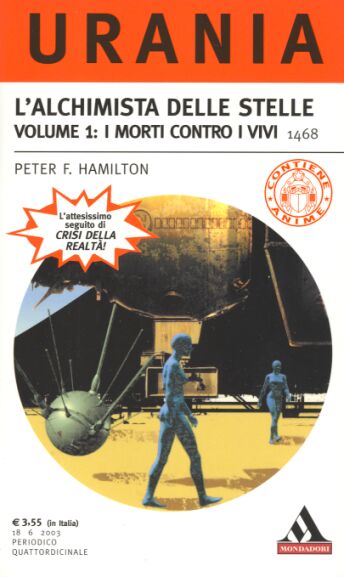 URANIA
L'ALCHIMISTA DELLE STELLE
VOLUME 1: I MORTI CONTRO I VIVI 1468
PETER F. HAMILTON
CONTIENE
ANIME
L'attesissimo
seguito di
CRISI DELLA
REALTÀ!
€ 3,55 (in Italia)
18 6 2003
PERIODICO
QUATTORDICINALE
MONDADORI